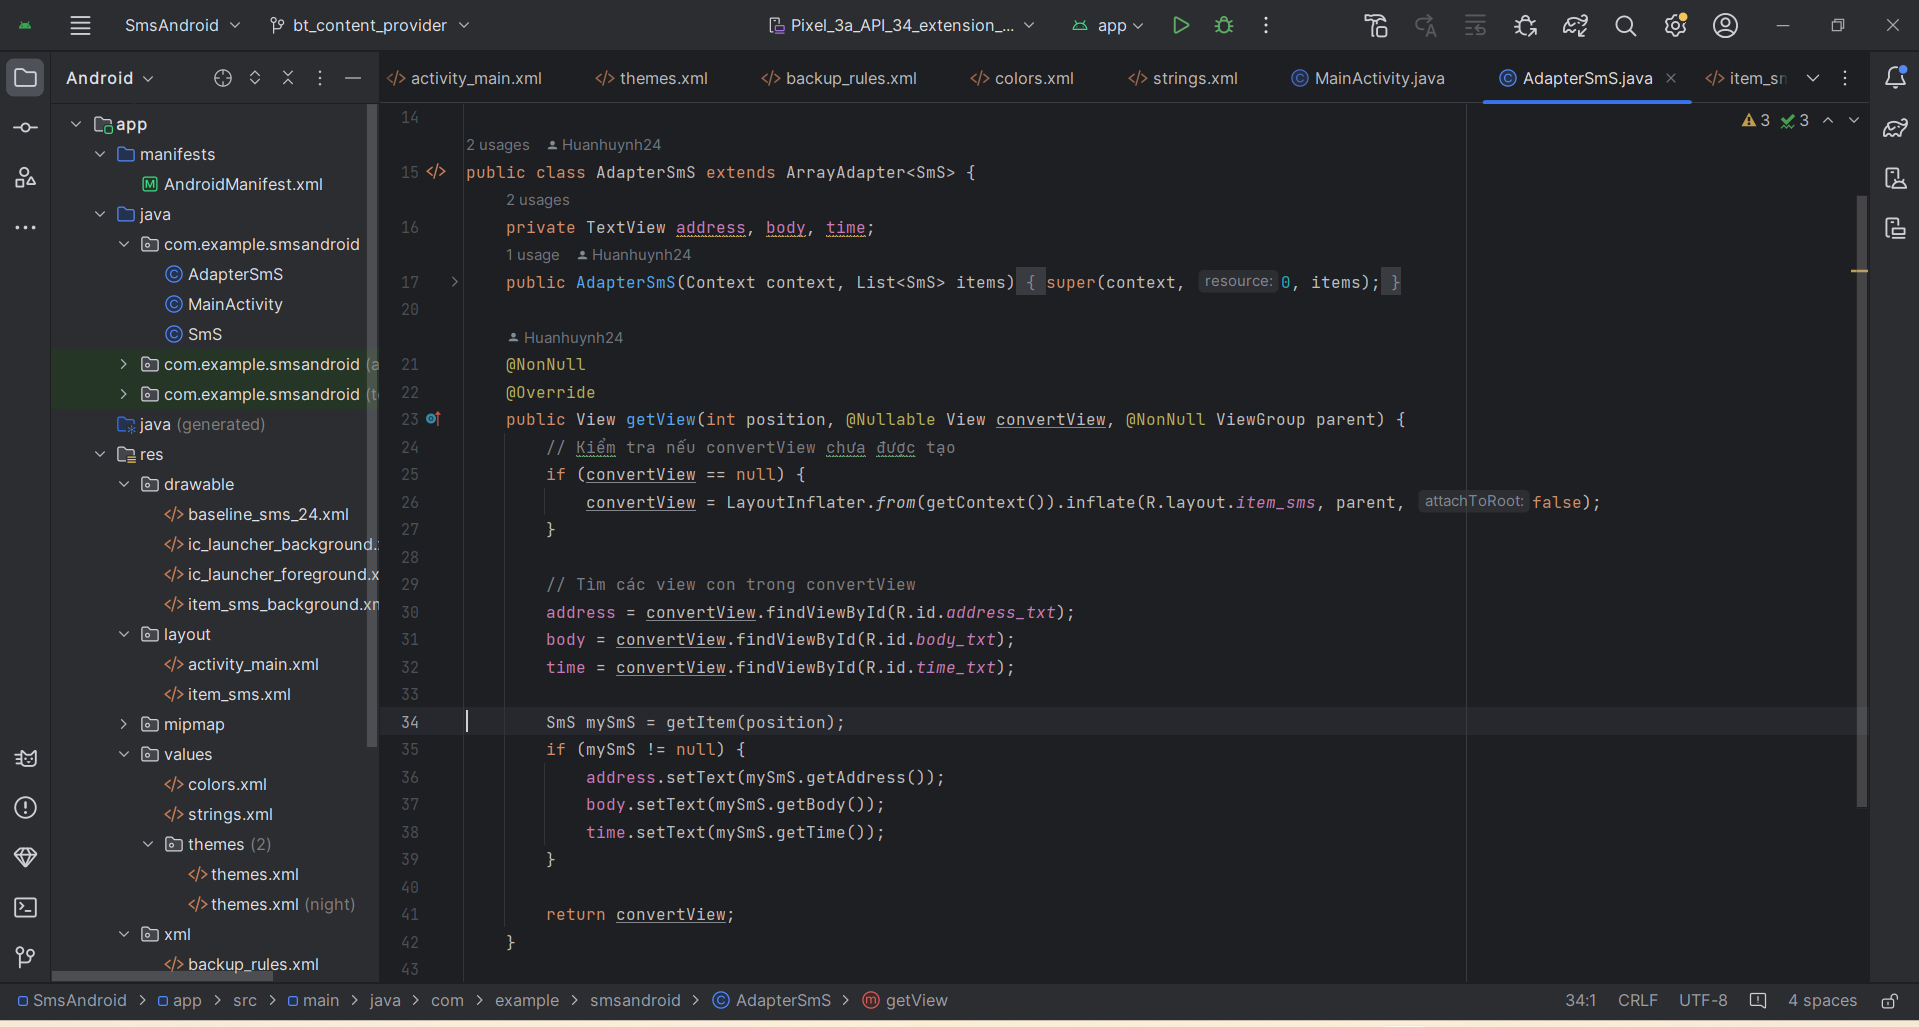 SmsAndroid bt_content_provider Pixel_3a_API_34_extension_... app
Android
activity_main.xml themes.xml backup_rules.xml colors.xml strings.xml MainActivity.java AdapterSmS.java item_sn
app
manifests
AndroidManifest.xml
java
com.example.smsandroid
AdapterSmS
MainActivity
SmS
com.example.smsandroid (a
com.example.smsandroid (t
java (generated)
res
drawable
baseline_sms_24.xml
ic_launcher_background.
ic_launcher_foreground.x
item_sms_background.xm
layout
activity_main.xml
item_sms.xml
mipmap
values
colors.xml
strings.xml
themes (2)
themes.xml
themes.xml (night)
xml
backup_rules.xml
3 3
14
2 usages Huanhuynh24
15 </> public class AdapterSmS extends ArrayAdapter<SmS> {
2 usages
16 private TextView address, body, time;
1 usage Huanhuynh24
17 public AdapterSmS(Context context, List<SmS> items) { super(context, resource: 0, items); }
20
Huanhuynh24
21 @NonNull
22 @Override
23 public View getView(int position, @Nullable View convertView, @NonNull ViewGroup parent) {
24 // Kiểm tra nếu convertView chưa được tạo
25 if (convertView == null) {
26 convertView = LayoutInflater.from(getContext()).inflate(R.layout.item_sms, parent, attachToRoot: false);
27 }
28
29 // Tìm các view con trong convertView
30 address = convertView.findViewById(R.id.address_txt);
31 body = convertView.findViewById(R.id.body_txt);
32 time = convertView.findViewById(R.id.time_txt);
33
34 SmS mySmS = getItem(position);
35 if (mySmS != null) {
36 address.setText(mySmS.getAddress());
37 body.setText(mySmS.getBody());
38 time.setText(mySmS.getTime());
39 }
40
41 return convertView;
42 }
43
SmsAndroid > app > src > main > java > com > example > smsandroid > AdapterSmS > getView 34:1 CRLF UTF-8 4 spaces